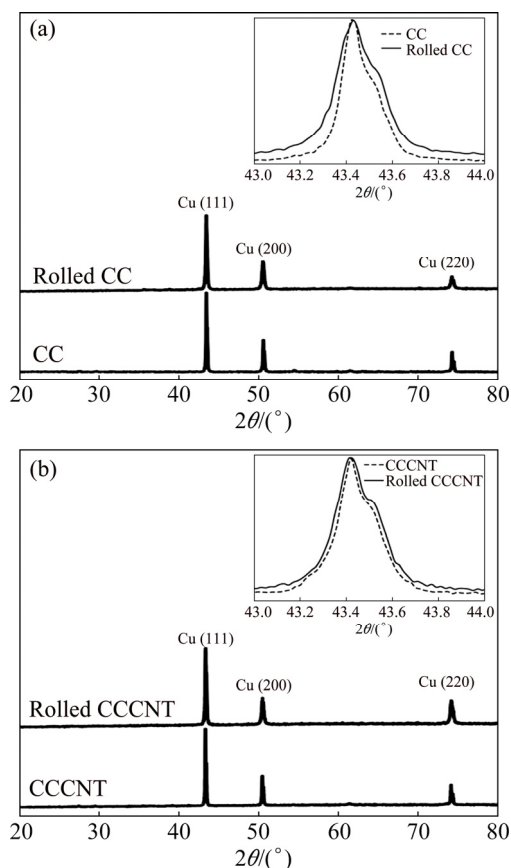 (a)
CC
Rolled CC
43.0 43.2 43.4 43.6 43.8 44.0
2θ/(°)
Cu (111)
Cu (200)
Cu (220)
Rolled CC
CC
20 30 40 50 60 70 80
2θ/(°)
(b)
CCCNT
Rolled CCCNT
43.0 43.2 43.4 43.6 43.8 44.0
2θ/(°)
Cu (111)
Cu (200)
Cu (220)
Rolled CCCNT
CCCNT
20 30 40 50 60 70 80
2θ/(°)